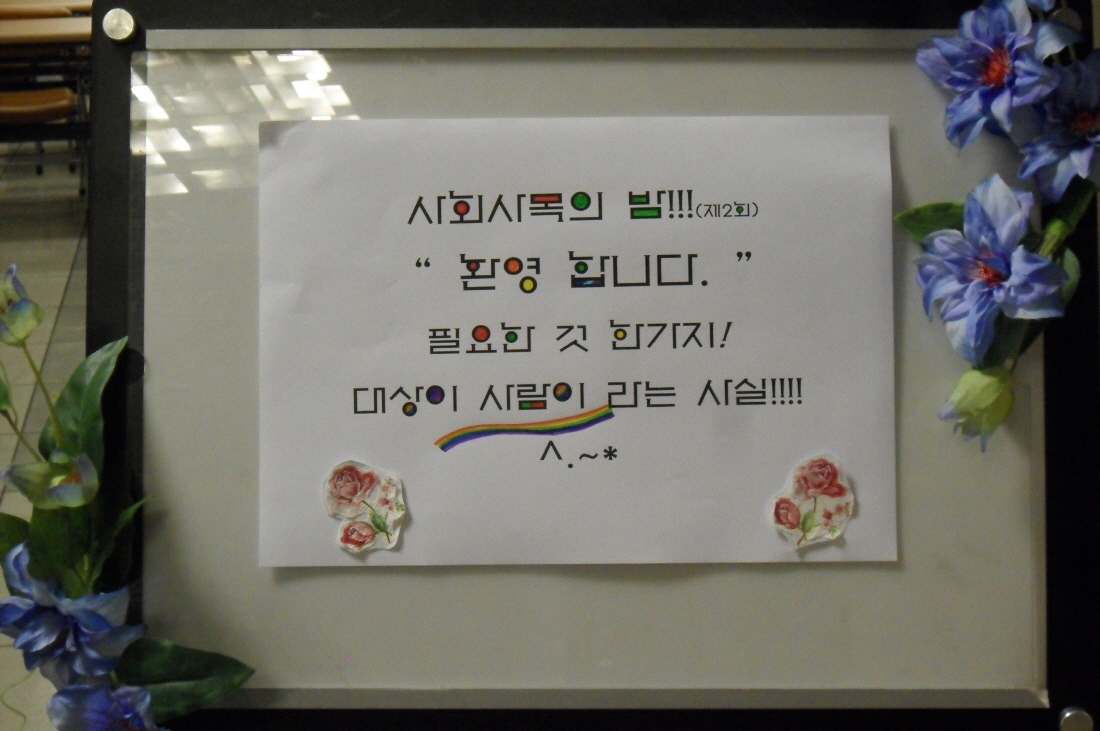 사회사목의 밤!!!(제2회)
“ 환영 합니다. ”
필요한 것 한가지!
대상이 사람이 라는 사실!!!!
^.~*